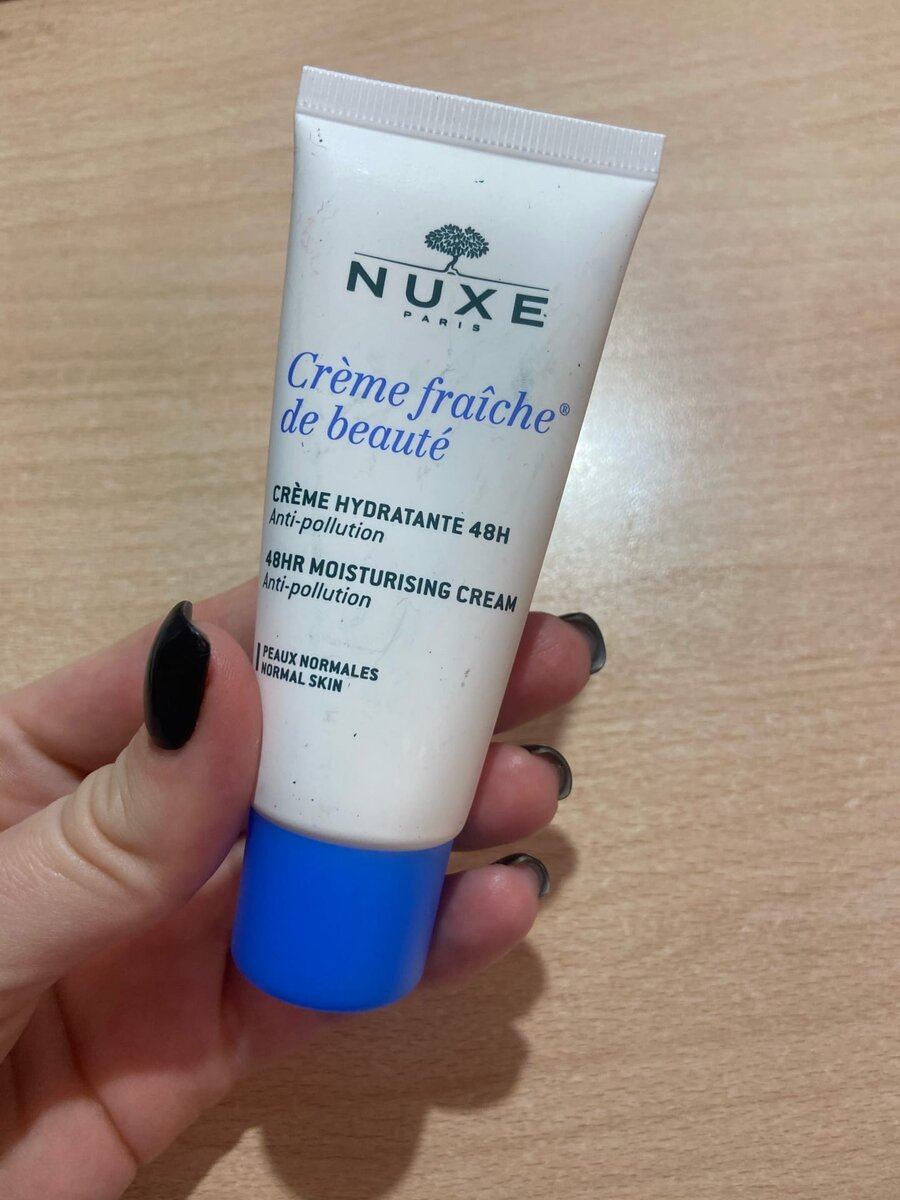 NUXE
PARIS
Crème fraîche®
de beauté
CRÈME HYDRATANTE 48H
Anti-pollution
48HR MOISTURISING CREAM
Anti-pollution
PEAUX NORMALES
NORMAL SKIN